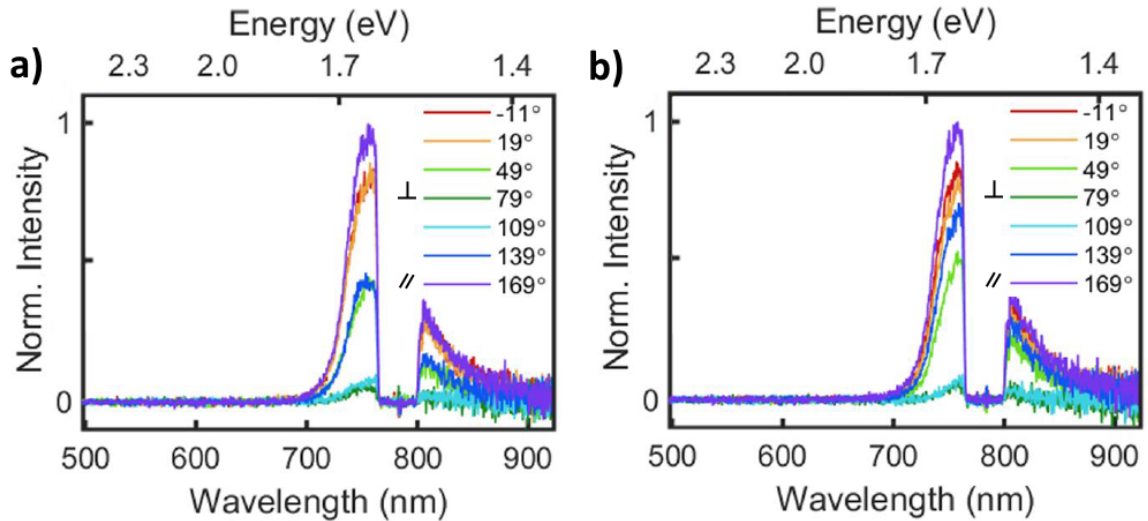 a)
Energy (eV)
2.3 2.0 1.7 1.4
Norm. Intensity
1
0
-11°
19°
49°
⊥ 79°
109°
139°
// 169°
500 600 700 800 900
Wavelength (nm)
b)
Energy (eV)
2.3 2.0 1.7 1.4
Norm. Intensity
1
0
-11°
19°
49°
⊥ 79°
109°
139°
// 169°
500 600 700 800 900
Wavelength (nm)